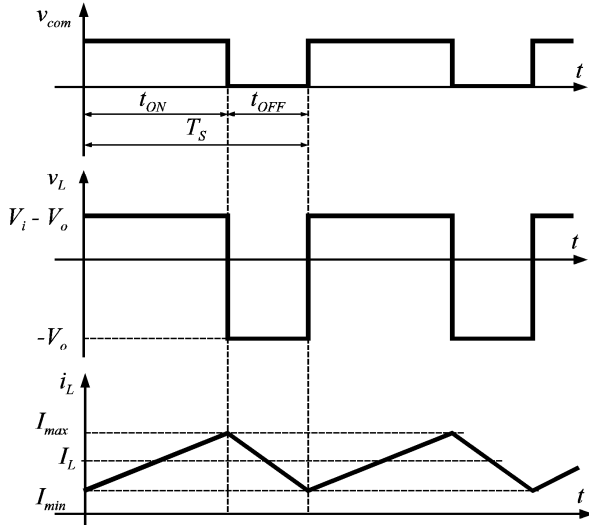 v_com
t
t_ON
t_OFF
T_S
v_L
V_i - V_o
t
-V_o
i_L
I_max
I_L
I_min
t